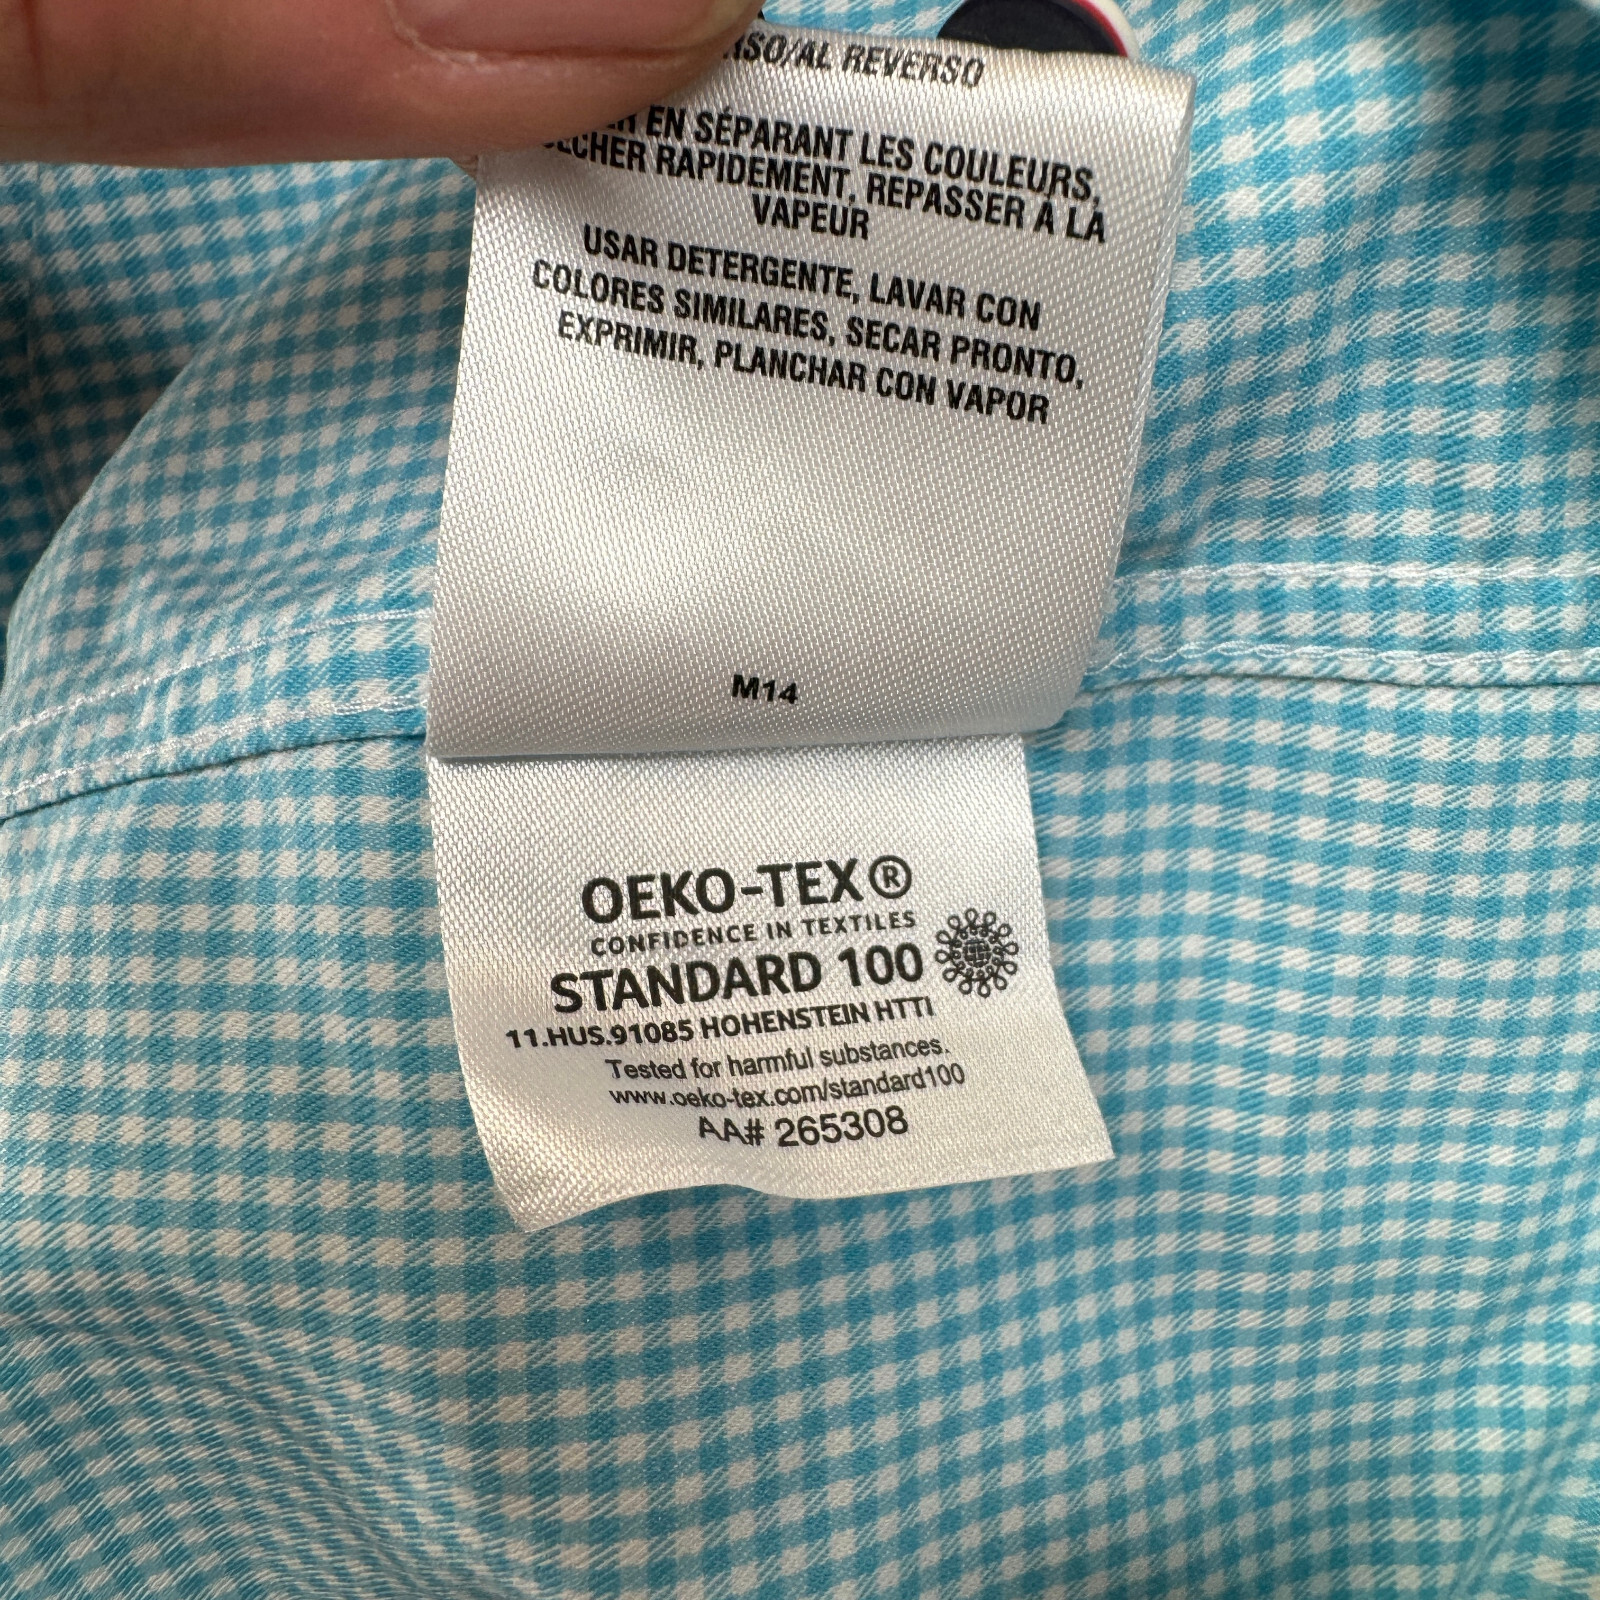 AL REVERSO
EN SÉPARANT LES COULEURS,
SÉCHER RAPIDEMENT, REPASSER À LA
VAPEUR
USAR DETERGENTE, LAVAR CON
COLORES SIMILARES, SECAR PRONTO,
EXPRIMIR, PLANCHAR CON VAPOR
M14
OEKO-TEX®
CONFIDENCE IN TEXTILES
STANDARD 100
11.HUS.91085 HOHENSTEIN HTTI
Tested for harmful substances.
www.oeko-tex.com/standard100
AA# 265308